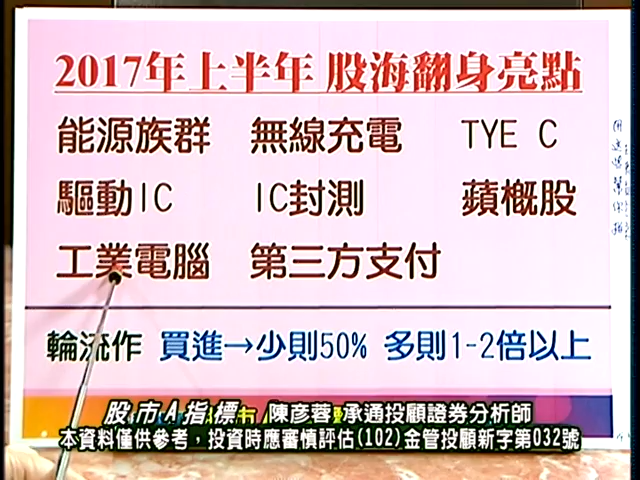 2017年上半年 股海翻身亮點
能源族群 無線充電 TYE C
驅動IC IC封測 蘋概股
工業電腦 第三方支付
輪流作 買進→少則50% 多則1-2倍以上
股市A指標 陳彥蓉 承通投顧證券分析師
本資料僅供參考，投資時應審慎評估(102)金管投顧新字第032號